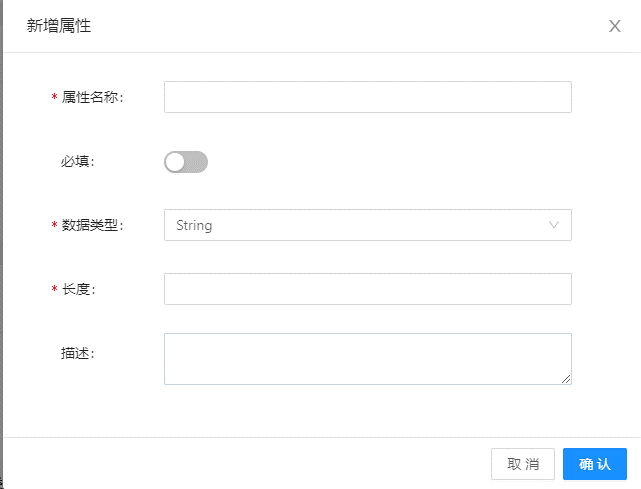 新增属性
* 属性名称:
必填:
* 数据类型: String
* 长度:
描述:
取 消 确 认